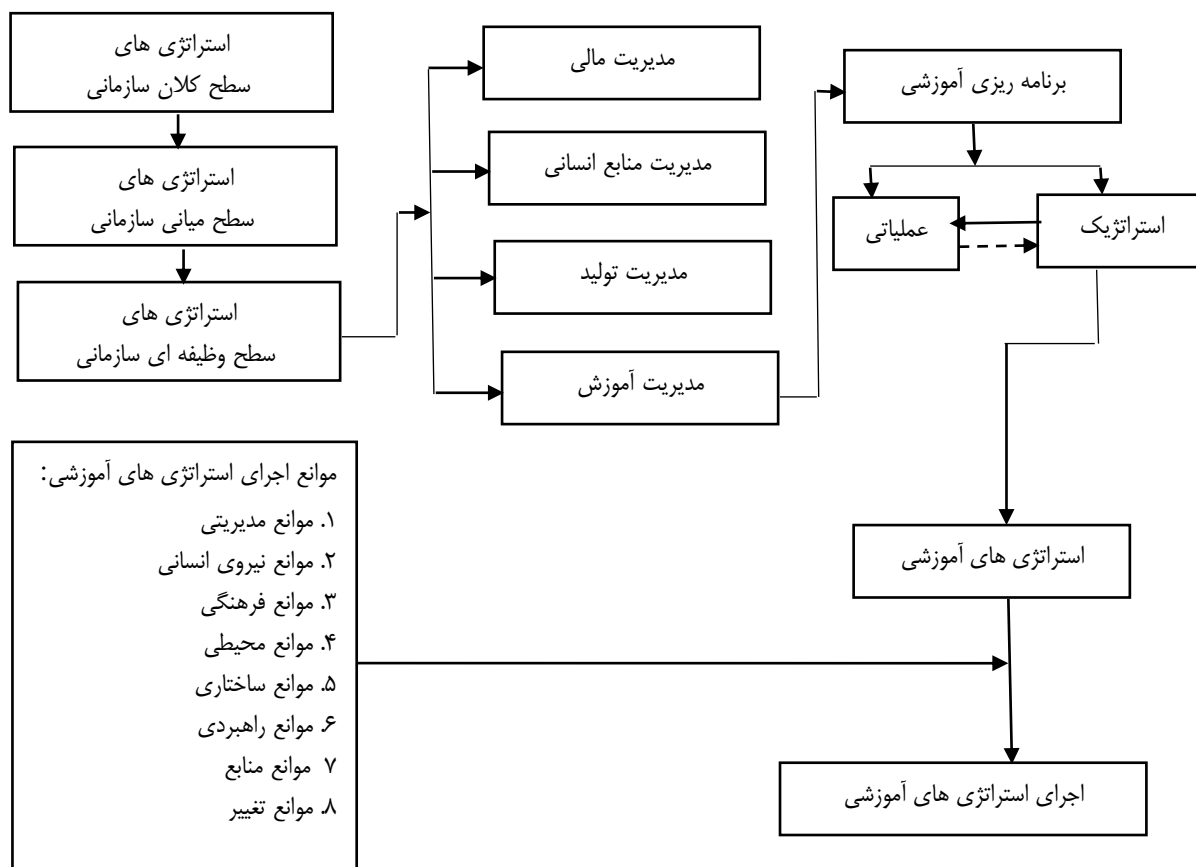 استراتژی های
سطح کلان سازمانی
استراتژی های
سطح میانی سازمانی
استراتژی های
سطح وظیفه ای سازمانی
مدیریت مالی
مدیریت منابع انسانی
مدیریت تولید
مدیریت آموزش
برنامه ریزی آموزشی
استراتژیک
عملیاتی
استراتژی های آموزشی
اجرای استراتژی های آموزشی
موانع اجرای استراتژی های آموزشی:
۱. موانع مدیریتی
۲. موانع نیروی انسانی
۳. موانع فرهنگی
۴. موانع محیطی
۵. موانع ساختاری
۶. موانع راهبردی
۷ موانع منابع
۸. موانع تغییر